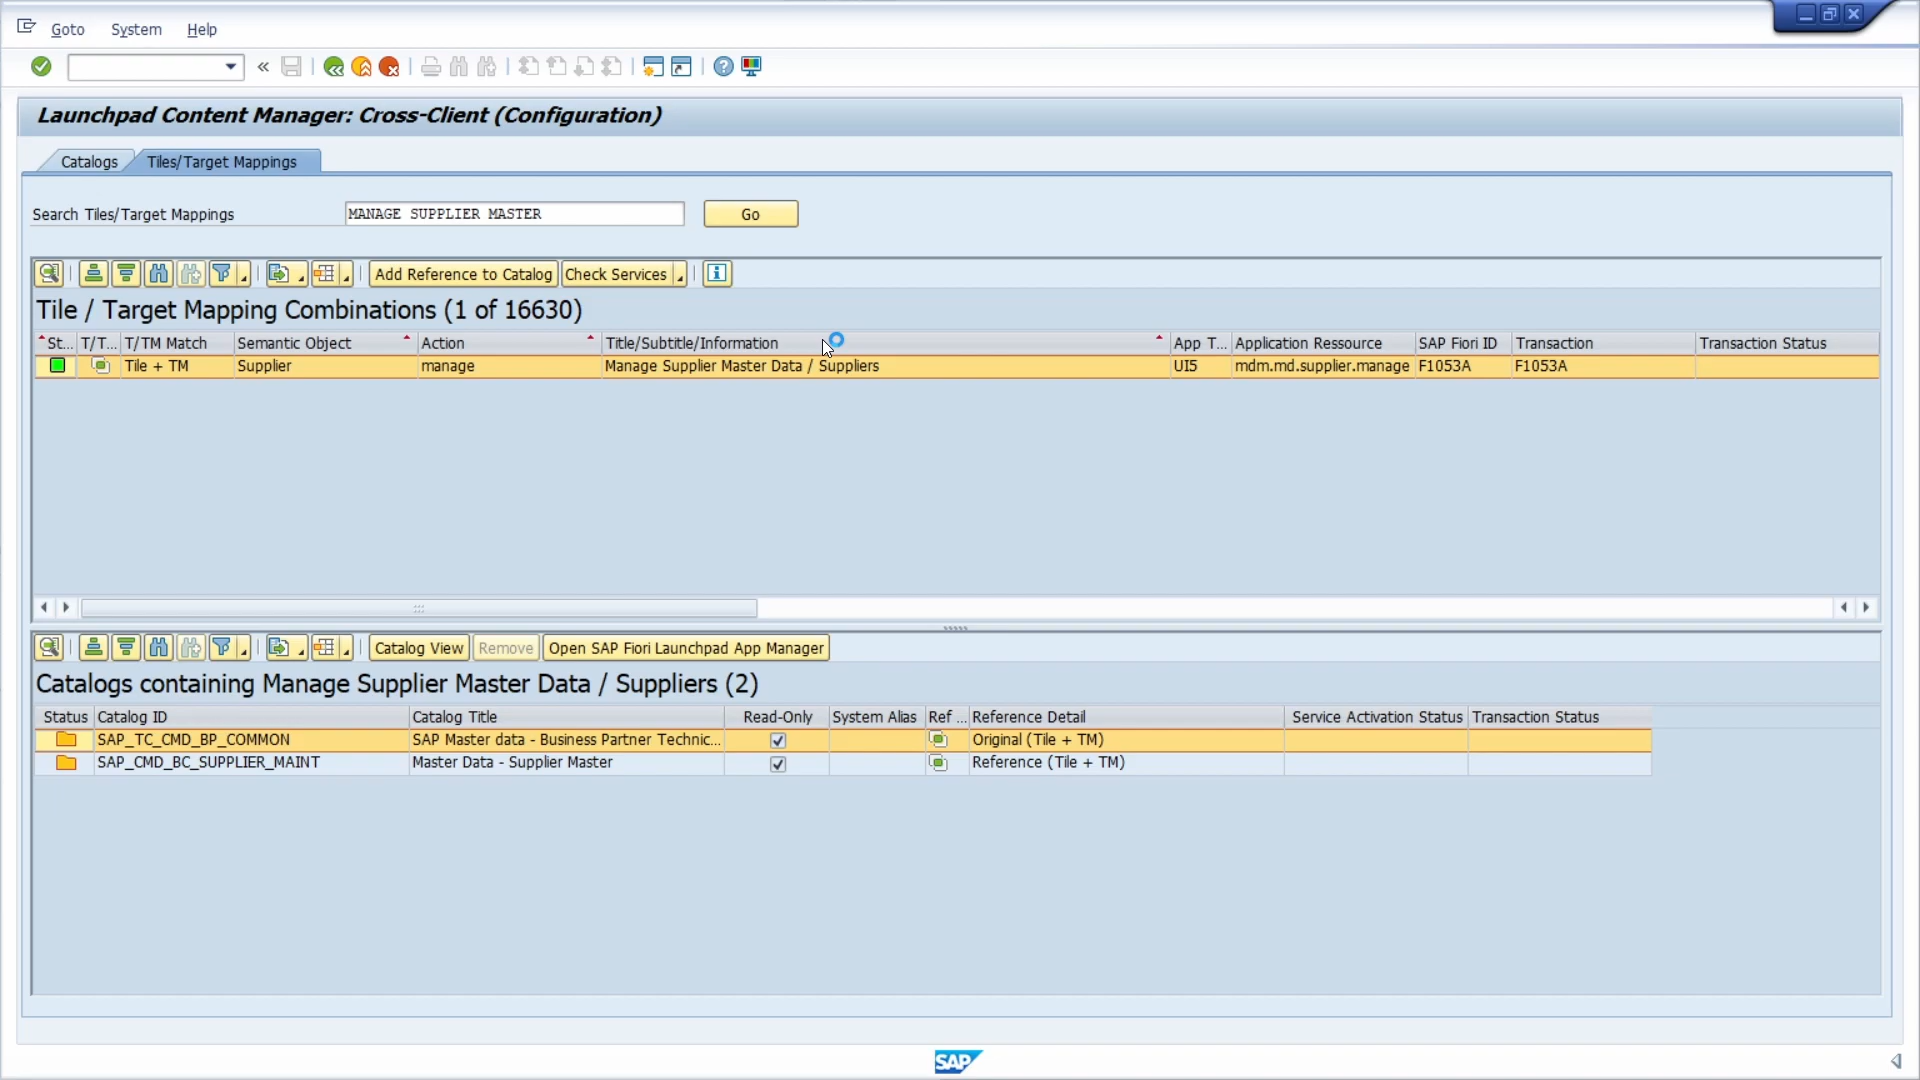 Goto System Help
Launchpad Content Manager: Cross-Client (Configuration)
Catalogs Tiles/Target Mappings
Search Tiles/Target Mappings MANAGE SUPPLIER MASTER Go
Add Reference to Catalog Check Services
Tile / Target Mapping Combinations (1 of 16630)
St... T/T... T/TM Match Semantic Object Action Title/Subtitle/Information App T... Application Ressource SAP Fiori ID Transaction Transaction Status
Tile + TM Supplier manage Manage Supplier Master Data / Suppliers UI5 mdm.md.supplier.manage F1053A F1053A
Catalog View Remove Open SAP Fiori Launchpad App Manager
Catalogs containing Manage Supplier Master Data / Suppliers (2)
Status Catalog ID Catalog Title Read-Only System Alias Ref ... Reference Detail Service Activation Status Transaction Status
SAP_TC_CMD_BP_COMMON SAP Master data - Business Partner Technic... Original (Tile + TM)
SAP_CMD_BC_SUPPLIER_MAINT Master Data - Supplier Master Reference (Tile + TM)
SAP